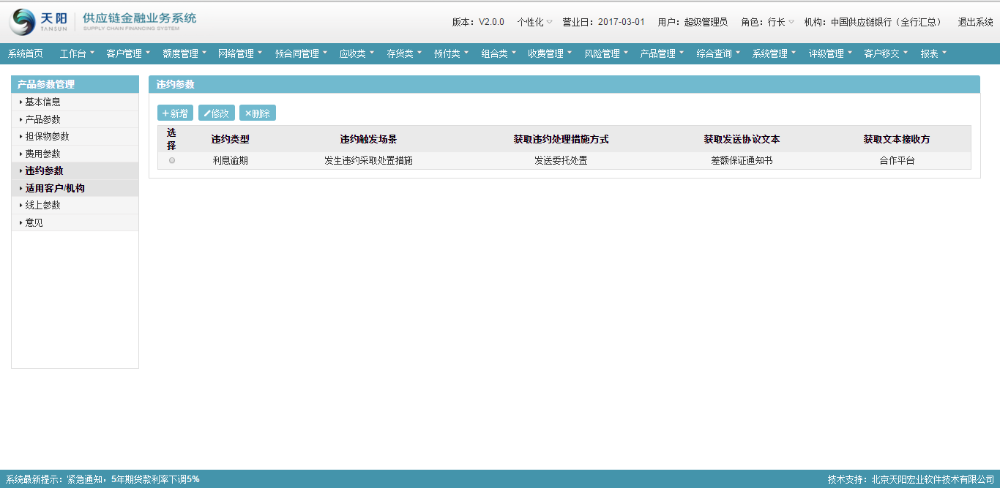 天阳 TANSUN 供应链金融业务系统 SUPPLY CHAIN FINANCING SYSTEM
版本：V2.0.0 个性化 营业日：2017-03-01 用户：超级管理员 角色：行长 机构：中国供应链银行（全行汇总） 退出系统
系统首页 工作台 客户管理 额度管理 网络管理 预合同管理 应收类 存货类 预付类 组合类 收费管理 风险管理 产品管理 综合查询 系统管理 评级管理 客户移交 报表
产品参数管理
基本信息
产品参数
担保物参数
费用参数
违约参数
适用客户/机构
线上参数
意见
违约参数
+新增 修改 ×删除
选择 违约类型 违约触发场景 获取违约处理措施方式 获取发送协议文本 获取文本接收方
利息逾期 发生违约采取处置措施 发送委托处置 差额保证通知书 合作平台
系统最新提示：紧急通知，5年期贷款利率下调5%
技术支持：北京天阳宏业软件技术有限公司